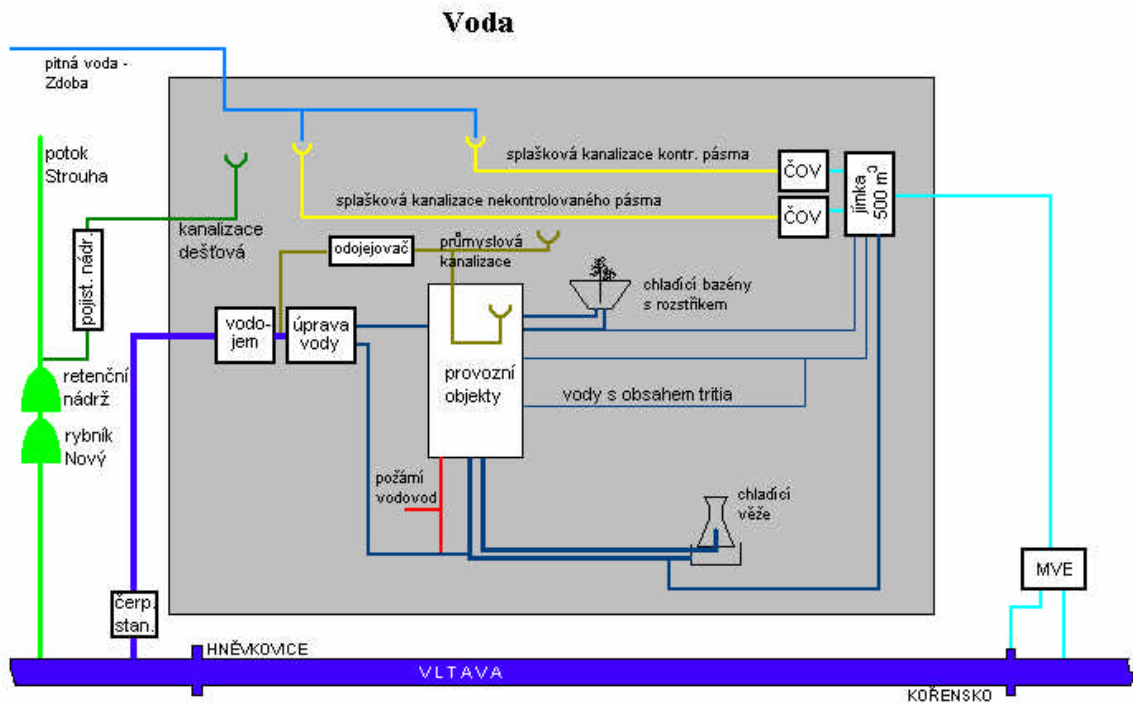 Voda
pitná voda -
Zdoba
potok
Strouha
splašková kanalizace kontr. pásma
ČOV
jímka
500 m3
splašková kanalizace nekontrolovaného pásma
ČOV
kanalizace
dešťová
pojist. nádr.
odojejovač
průmyslová
kanalizace
chladící bazény
s rozstřikem
vodo-
jem
úprava
vody
provozní
objekty
vody s obsahem tritia
retenční
nádrž
rybník
Nový
požární
vodovod
chladící
věže
MVE
čerp.
stan.
HNĚVKOVICE
VLTAVA
KOŘENSKO